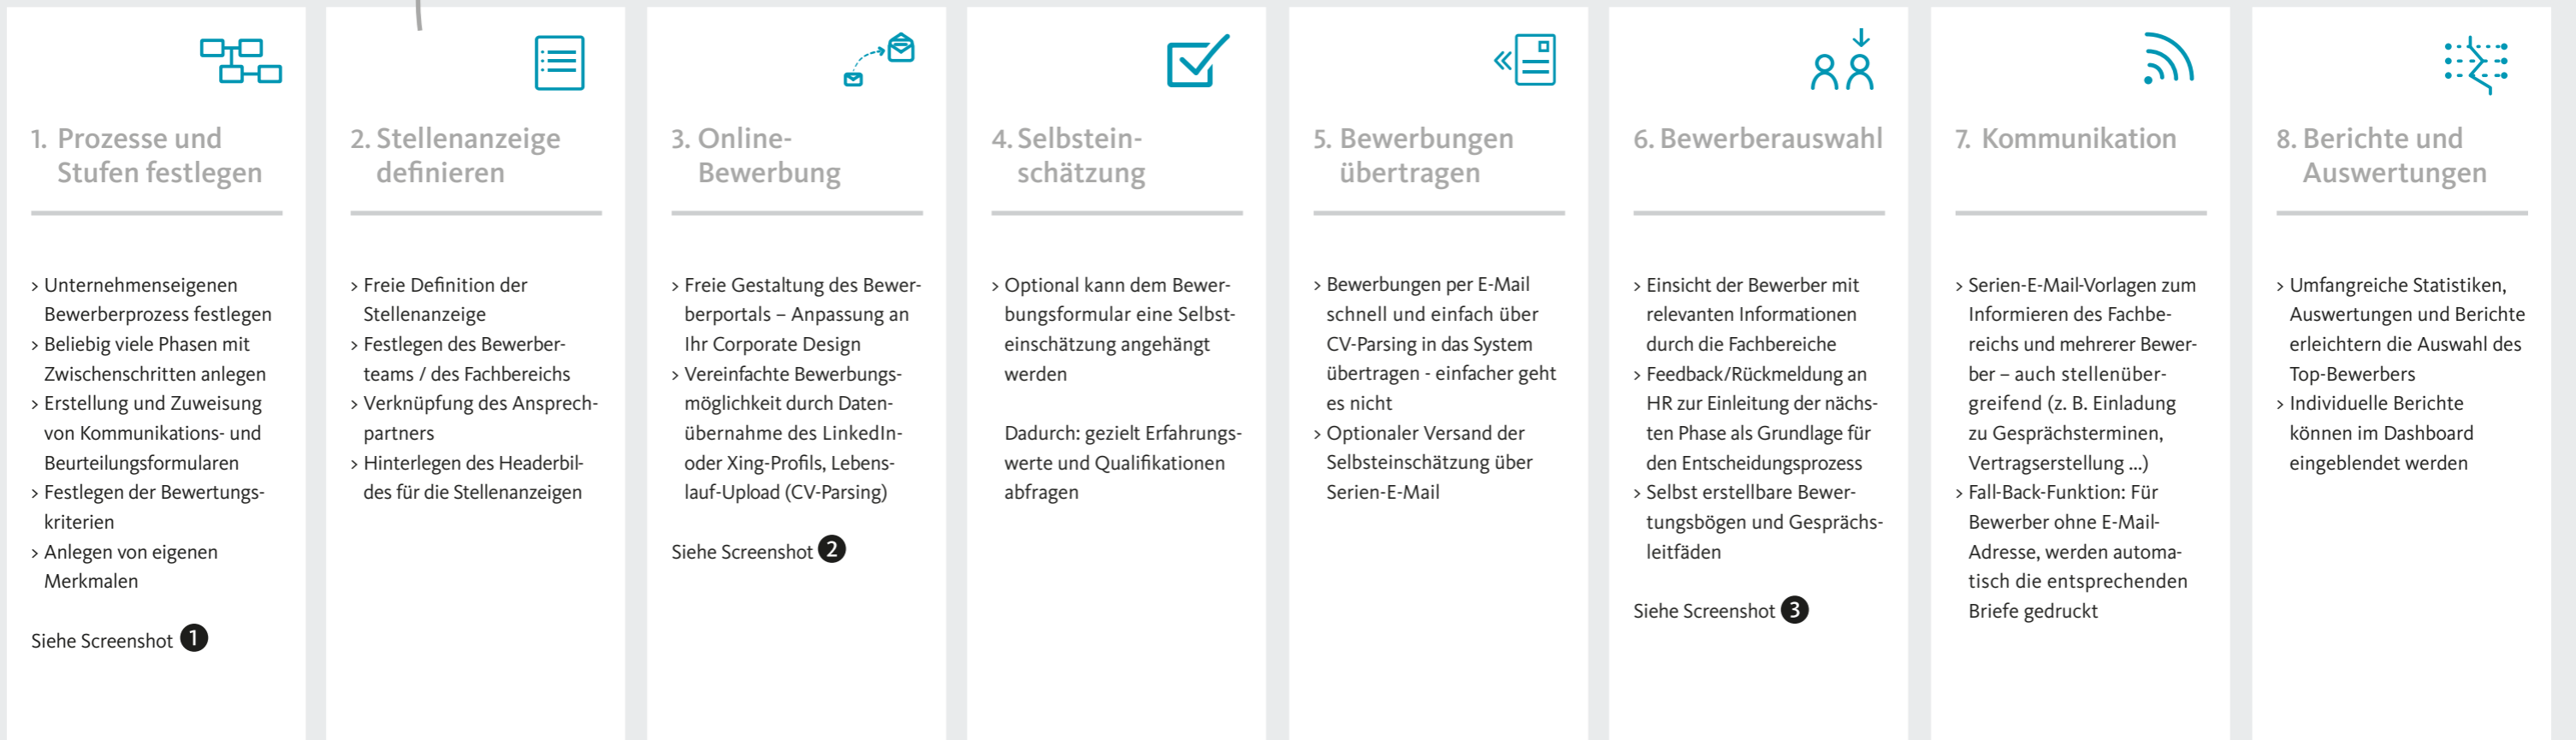 1. Prozesse und
Stufen festlegen
› Unternehmenseigenen
Bewerberprozess festlegen
› Beliebig viele Phasen mit
Zwischenschritten anlegen
› Erstellung und Zuweisung
von Kommunikations- und
Beurteilungsformularen
› Festlegen der Bewertungs-
kriterien
› Anlegen von eigenen
Merkmalen
Siehe Screenshot 1
2. Stellenanzeige
definieren
› Freie Definition der
Stellenanzeige
› Festlegen des Bewerber-
teams / des Fachbereichs
› Verknüpfung des Ansprech-
partners
› Hinterlegen des Headerbil-
des für die Stellenanzeigen
3. Online-
Bewerbung
› Freie Gestaltung des Bewer-
berportals – Anpassung an
Ihr Corporate Design
› Vereinfachte Bewerbungs-
möglichkeit durch Daten-
übernahme des LinkedIn-
oder Xing-Profils, Lebens-
lauf-Upload (CV-Parsing)
Siehe Screenshot 2
4. Selbstein-
schätzung
› Optional kann dem Bewer-
bungsformular eine Selbst-
einschätzung angehängt
werden
Dadurch: gezielt Erfahrungs-
werte und Qualifikationen
abfragen
5. Bewerbungen
übertragen
› Bewerbungen per E-Mail
schnell und einfach über
CV-Parsing in das System
übertragen - einfacher geht
es nicht
› Optionaler Versand der
Selbsteinschätzung über
Serien-E-Mail
6. Bewerberauswahl
› Einsicht der Bewerber mit
relevanten Informationen
durch die Fachbereiche
› Feedback/Rückmeldung an
HR zur Einleitung der nächs-
ten Phase als Grundlage für
den Entscheidungsprozess
› Selbst erstellbare Bewer-
tungsbögen und Gesprächs-
leitfäden
Siehe Screenshot 3
7. Kommunikation
› Serien-E-Mail-Vorlagen zum
Informieren des Fachbe-
reichs und mehrerer Bewer-
ber – auch stellenüber-
greifend (z. B. Einladung
zu Gesprächsterminen,
Vertragserstellung ...)
› Fall-Back-Funktion: Für
Bewerber ohne E-Mail-
Adresse, werden automa-
tisch die entsprechenden
Briefe gedruckt
8. Berichte und
Auswertungen
› Umfangreiche Statistiken,
Auswertungen und Berichte
erleichtern die Auswahl des
Top-Bewerbers
› Individuelle Berichte
können im Dashboard
eingeblendet werden